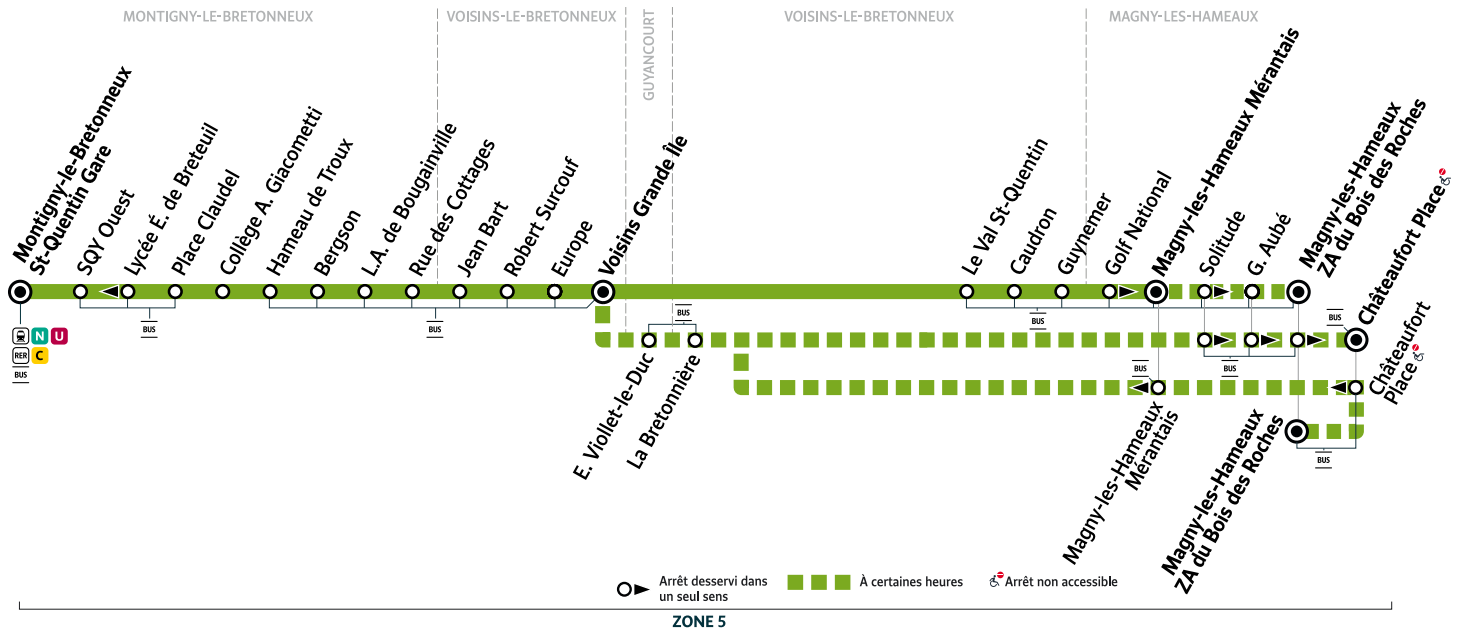 MONTIGNY-LE-BRETONNEUX
VOISINS-LE-BRETONNEUX
GUYANCOURT
VOISINS-LE-BRETONNEUX
MAGNY-LES-HAMEAUX
Montigny-le-Bretonneux
St-Quentin Gare
SQY Ouest
Lycée É. de Breteuil
Place Claudel
Collège A. Giacometti
Hameau de Troux
Bergson
L.A. de Bougainville
Rue des Cottages
Jean Bart
Robert Surcouf
Europe
Voisins Grande Île
Le Val St-Quentin
Caudron
Guynemer
Golf National
Magny-les-Hameaux Mérantais
Solitude
G. Aubé
Magny-les-Hameaux
ZA du Bois des Roches
Châteaufort Place
N U
RER C
BUS
BUS
BUS
BUS
BUS
BUS
BUS
BUS
BUS
E. Viollet-le-Duc
La Bretonnière
Châteaufort
Place
Magny-les-Hameaux
Mérantais
Magny-les-Hameaux
ZA du Bois des Roches
Arrêt desservi dans
un seul sens
À certaines heures
Arrêt non accessible
ZONE 5